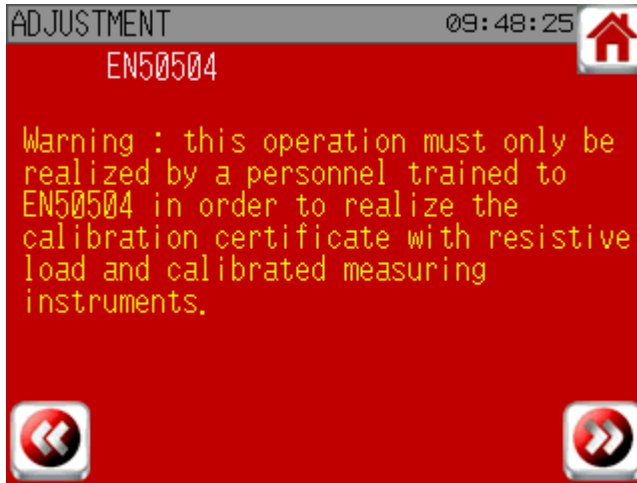 ADJUSTMENT 09:48:25
EN50504
Warning : this operation must only be
realized by a personnel trained to
EN50504 in order to realize the
calibration certificate with resistive
load and calibrated measuring
instruments.